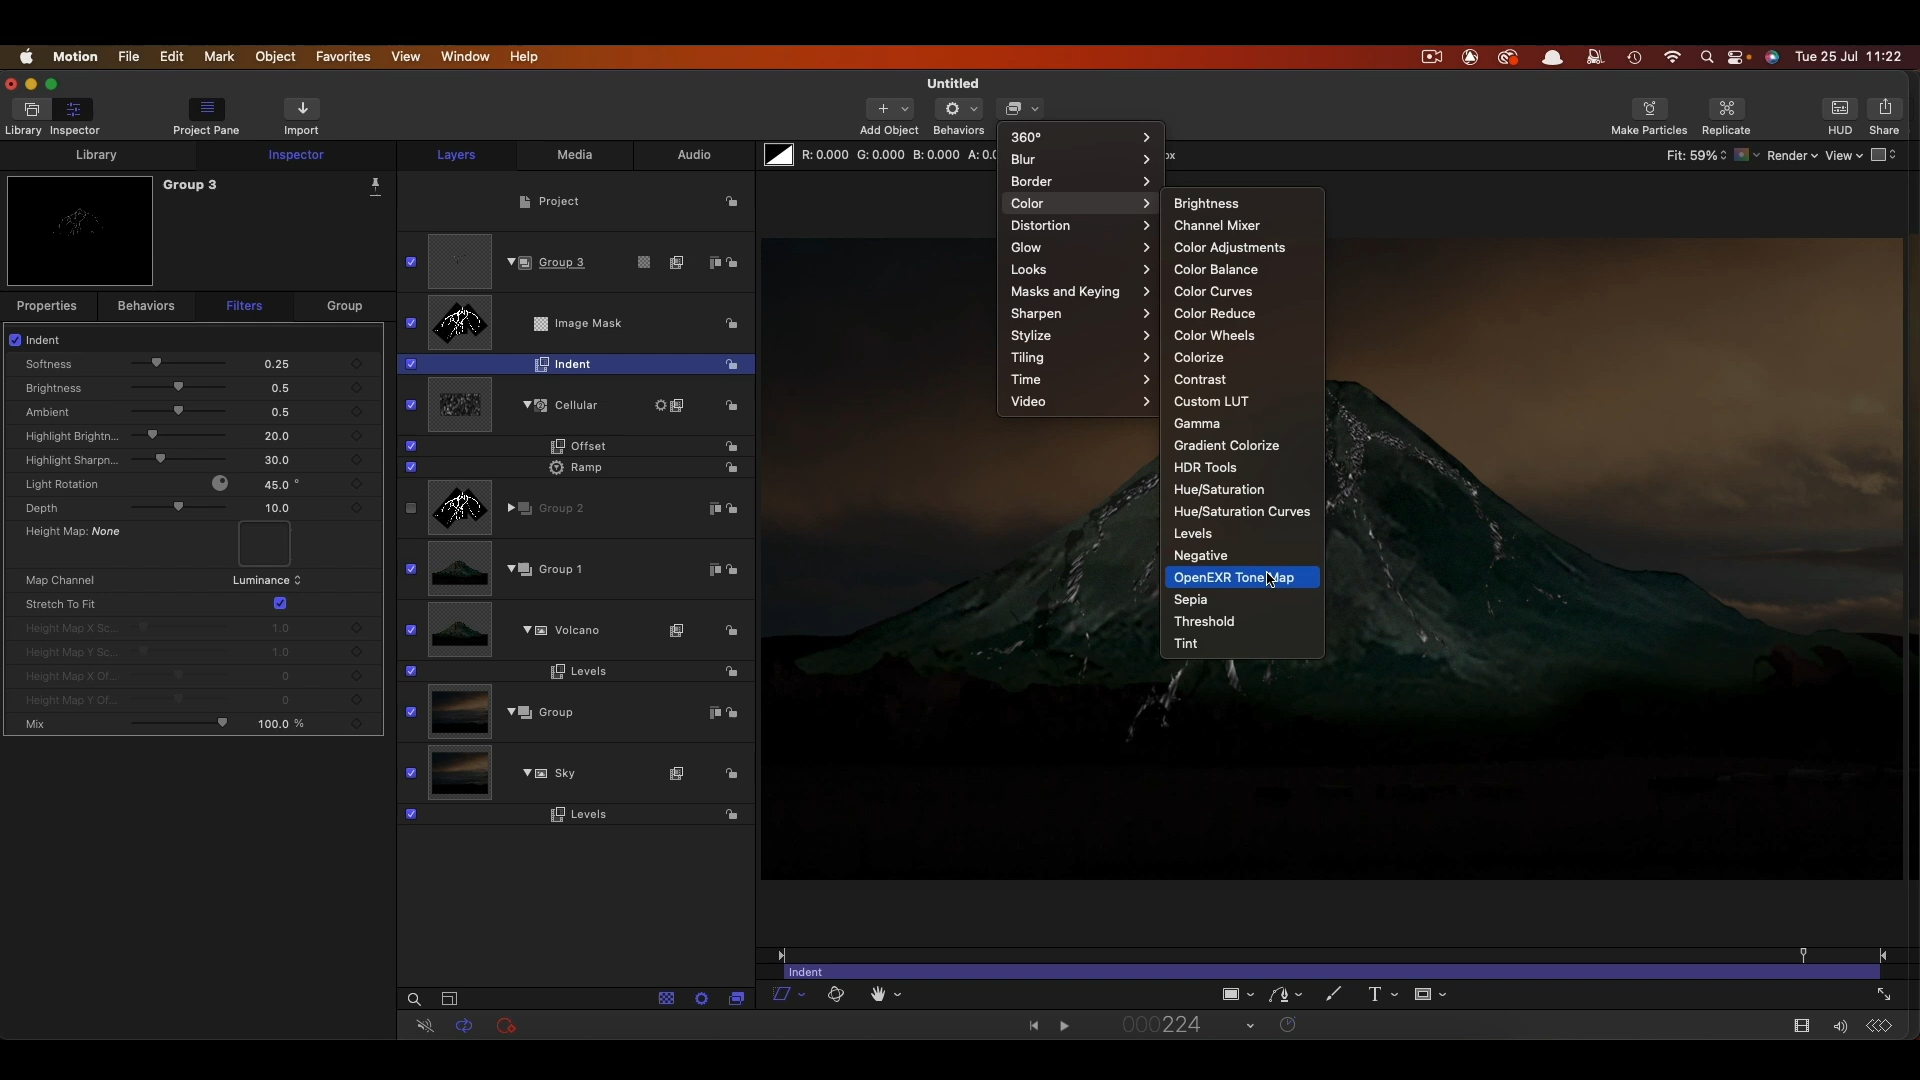 Motion File Edit Mark Object Favorites View Window Help Tue 25 Jul 11:22
Untitled
Library Inspector Project Pane Import Add Object Behaviors Make Particles Replicate HUD Share
Library Inspector Layers Media Audio R: 0.000 G: 0.000 B: 0.000 Fit: 59% Render View
Group 3
Properties Behaviors Filters Group
Indent
Softness 0.25
Brightness 0.5
Ambient 0.5
Highlight Brightn... 20.0
Highlight Sharpn... 30.0
Light Rotation 45.0 °
Depth 10.0
Height Map: None
Map Channel Luminance
Stretch To Fit
Height Map X Sc... 1.0
Height Map Y Sc... 1.0
Height Map X Of... 0
Height Map Y Of... 0
Mix 100.0 %
Project
Group 3
Image Mask
Indent
Cellular
Offset
Ramp
Group 2
Group 1
Volcano
Levels
Group
Sky
Levels
360°
Blur
Border
Color
Distortion
Glow
Looks
Masks and Keying
Sharpen
Stylize
Tiling
Time
Video
Brightness
Channel Mixer
Color Adjustments
Color Balance
Color Curves
Color Reduce
Color Wheels
Colorize
Contrast
Custom LUT
Gamma
Gradient Colorize
HDR Tools
Hue/Saturation
Hue/Saturation Curves
Levels
Negative
OpenEXR Tone Map
Sepia
Threshold
Tint
Indent
T
000224